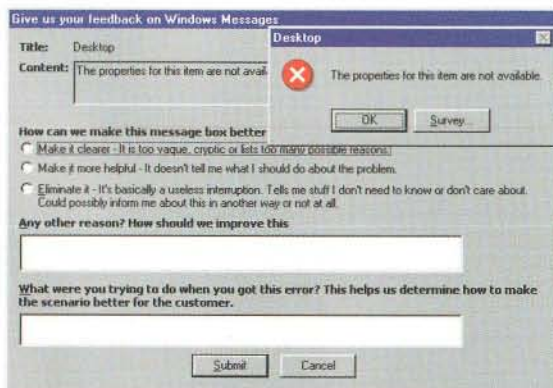 Give us your feedback on Windows Messages
Title: Desktop
Content: The properties for this item are not avail
Desktop
The properties for this item are not available.
OK Survey...
How can we make this message box better
Make it clearer - It is too vague, cryptic or lists too many possible reasons.
Make it more helpful - It doesn't tell me what I should do about the problem.
Eliminate it - It's basically a useless interruption. Tells me stuff I don't need to know or don't care about.
Could possibly inform me about this in another way or not at all.
Any other reason? How should we improve this
What were you trying to do when you got this error? This helps us determine how to make
the scenario better for the customer.
Submit Cancel